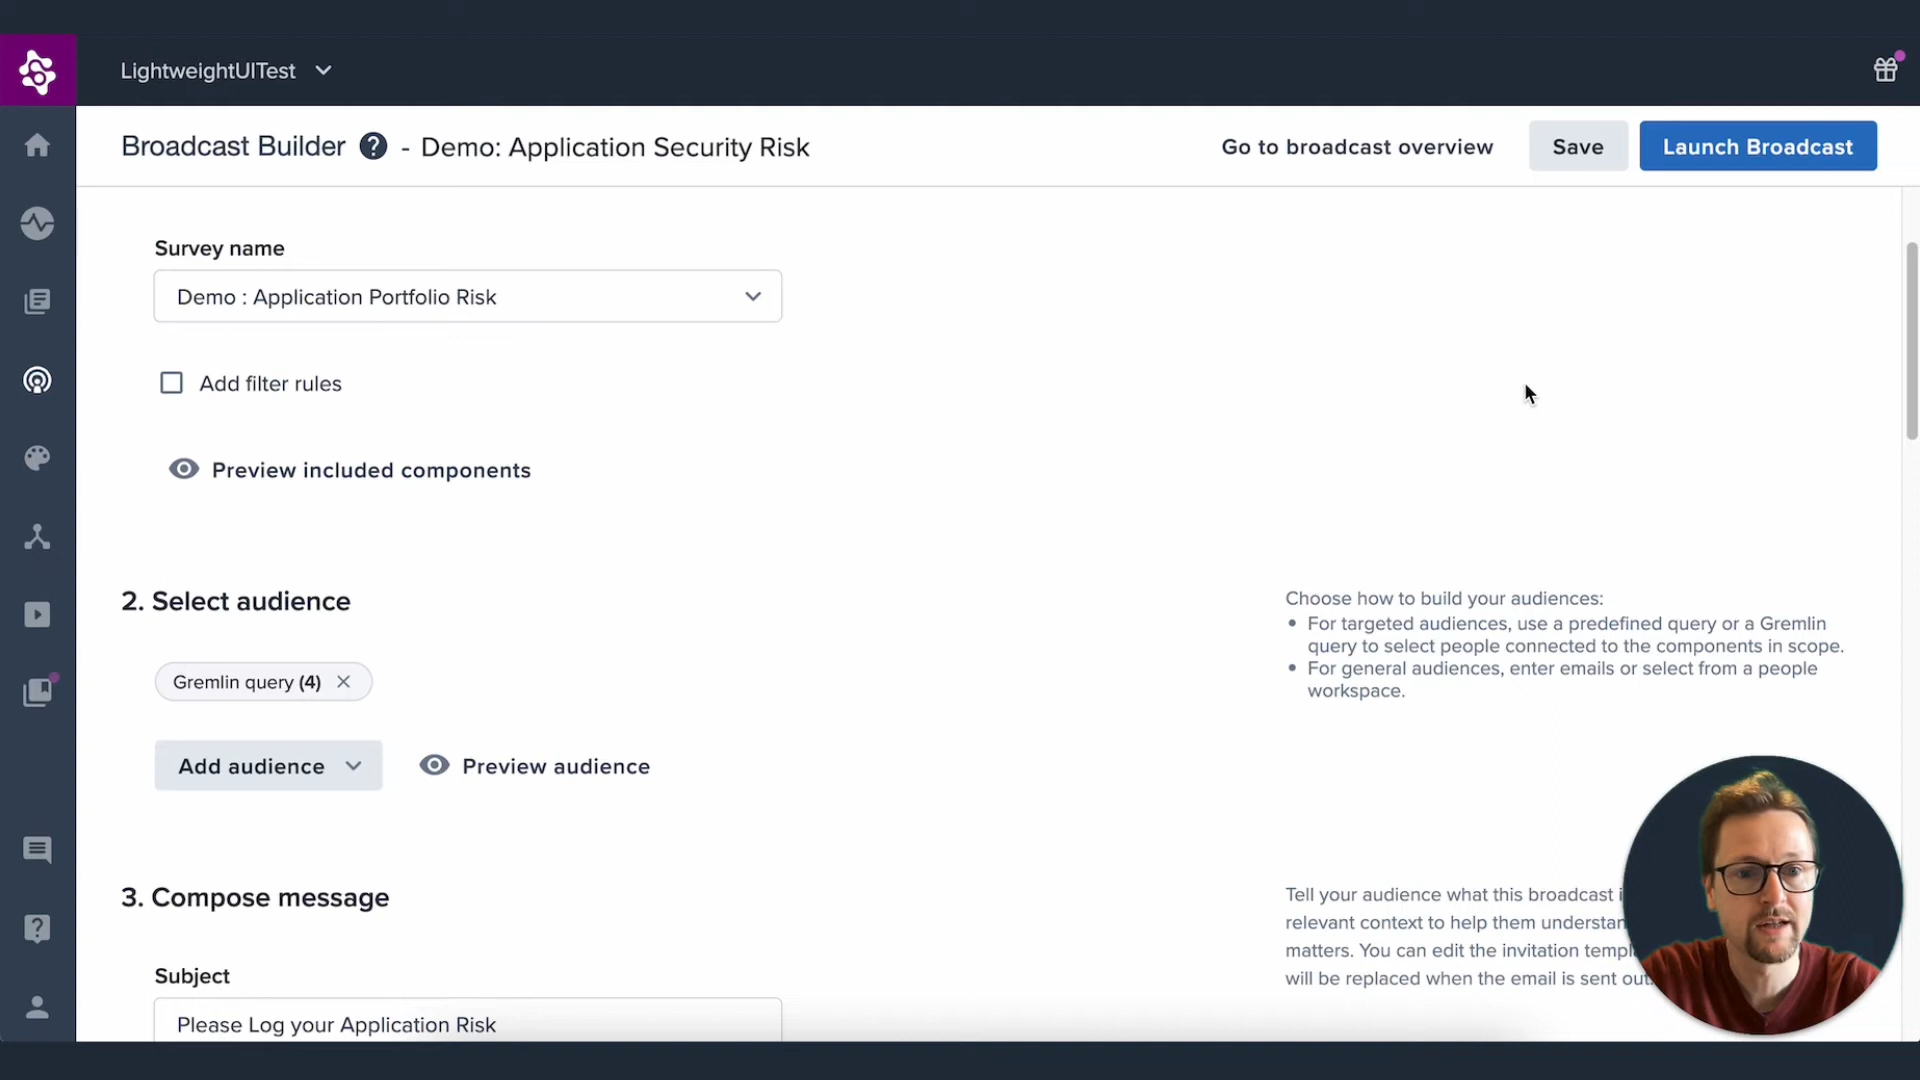 LightweightUITest
Broadcast Builder ? - Demo: Application Security Risk
Go to broadcast overview
Save
Launch Broadcast
Survey name
Demo : Application Portfolio Risk
Add filter rules
Preview included components
2. Select audience
Gremlin query (4)
Add audience
Preview audience
Choose how to build your audiences:
• For targeted audiences, use a predefined query or a Gremlin
query to select people connected to the components in scope.
• For general audiences, enter emails or select from a people
workspace.
3. Compose message
Subject
Please Log your Application Risk
Tell your audience what this broadcast
relevant context to help them
matters. You can edit the invitation
will be replaced when the email is sent out.